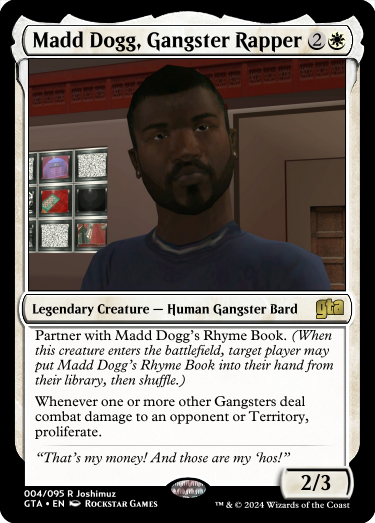 Madd Dogg, Gangster Rapper 2
Legendary Creature — Human Gangster Bard gta
Partner with Madd Dogg's Rhyme Book. (When
this creature enters the battlefield, target player may
put Madd Dogg's Rhyme Book into their hand from
their library, then shuffle.)
Whenever one or more other Gangsters deal
combat damage to an opponent or Territory,
proliferate.
“That's my money! And those are my 'hos!”
2/3
004/095 R Joshimuz
GTA • EN Rockstar Games
™ & © 2024 Wizards of the Coast